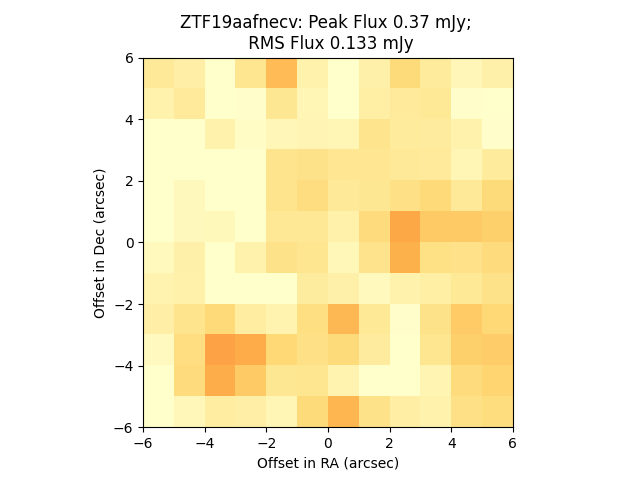 ZTF19aafnecv: Peak Flux 0.37 mJy;
RMS Flux 0.133 mJy
6
4
2
0
−2
−4
−6
Offset in Dec (arcsec)
−6 −4 −2 0 2 4 6
Offset in RA (arcsec)